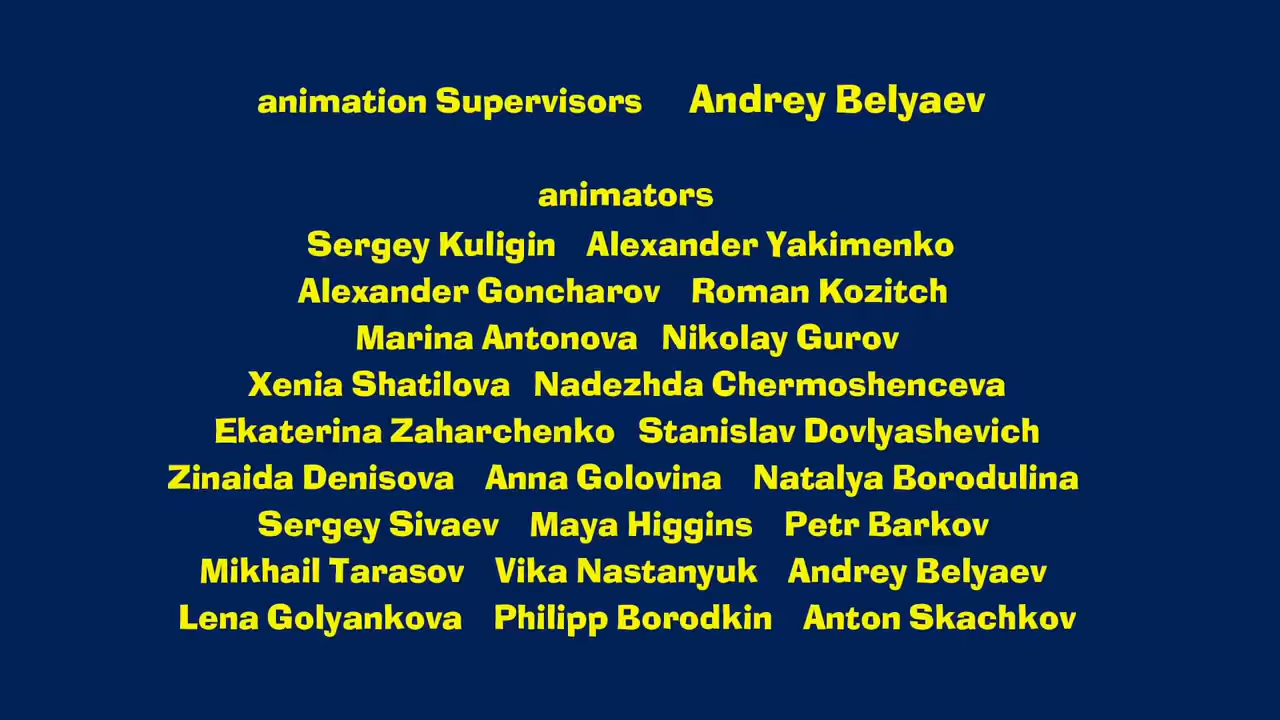 animation Supervisors Andrey Belyaev
animators
Sergey Kuligin Alexander Yakimenko
Alexander Goncharov Roman Kozitch
Marina Antonova Nikolay Gurov
Xenia Shatilova Nadezhda Chermoshenceva
Ekaterina Zaharchenko Stanislav Dovlyashevich
Zinaida Denisova Anna Golovina Natalya Borodulina
Sergey Sivaev Maya Higgins Petr Barkov
Mikhail Tarasov Vika Nastanyuk Andrey Belyaev
Lena Golyankova Philipp Borodkin Anton Skachkov